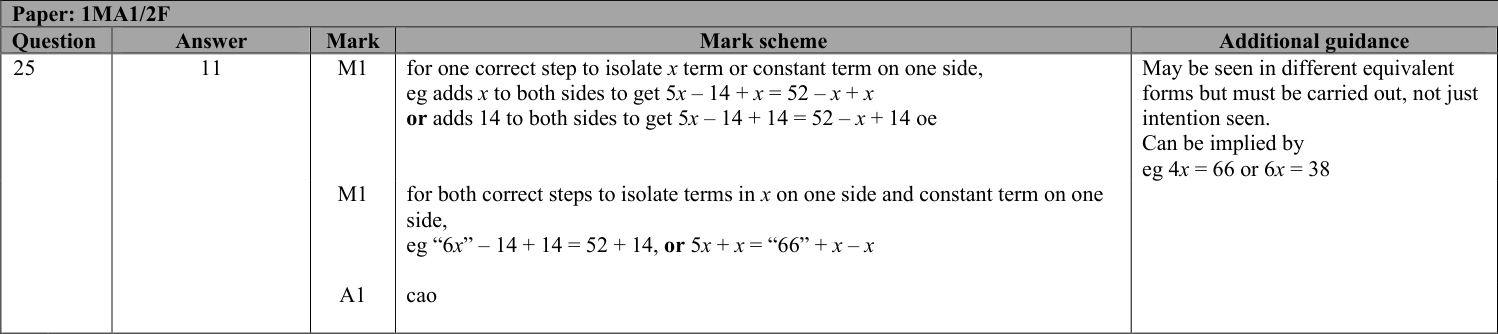 Paper: 1MA1/2F
Question Answer Mark Mark scheme Additional guidance
25 11 M1 for one correct step to isolate x term or constant term on one side, May be seen in different equivalent
eg adds x to both sides to get 5x – 14 + x = 52 – x + x forms but must be carried out, not just
or adds 14 to both sides to get 5x – 14 + 14 = 52 – x + 14 oe intention seen.
Can be implied by
eg 4x = 66 or 6x = 38
M1 for both correct steps to isolate terms in x on one side and constant term on one
side,
eg “6x” – 14 + 14 = 52 + 14, or 5x + x = “66” + x – x
A1 cao